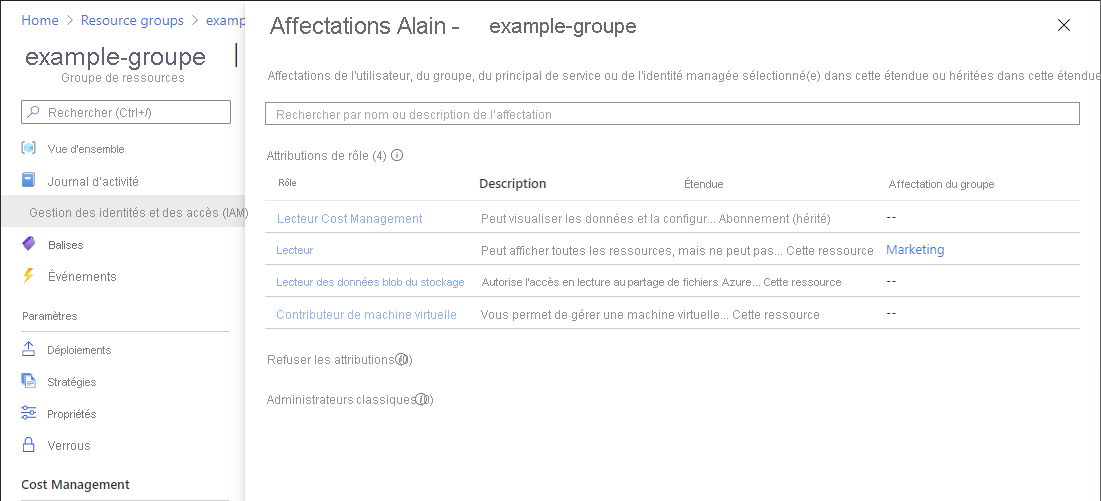 Home > Resource groups > examp
example-groupe
Groupe de ressources
Rechercher (Ctrl+/)
Vue d'ensemble
Journal d'activité
Gestion des identités et des accès (IAM)
Balises
Événements
Paramètres
Déploiements
Stratégies
Propriétés
Verrous
Cost Management
Affectations Alain - example-groupe
Affectations de l'utilisateur, du groupe, du principal de service ou de l'identité managée sélectionné(e) dans cette étendue ou héritées dans cette étendue
Rechercher par nom ou description de l'affectation
Attributions de rôle (4)
Rôle Description Étendue Affectation du groupe
Lecteur Cost Management Peut visualiser les données et la configur... Abonnement (hérité) --
Lecteur Peut afficher toutes les ressources, mais ne peut pas... Cette ressource Marketing
Lecteur des données blob du stockage Autorise l'accès en lecture au partage de fichiers Azure... Cette ressource --
Contributeur de machine virtuelle Vous permet de gérer une machine virtuelle... Cette ressource --
Refuser les attributions (0)
Administrateurs classiques (0)